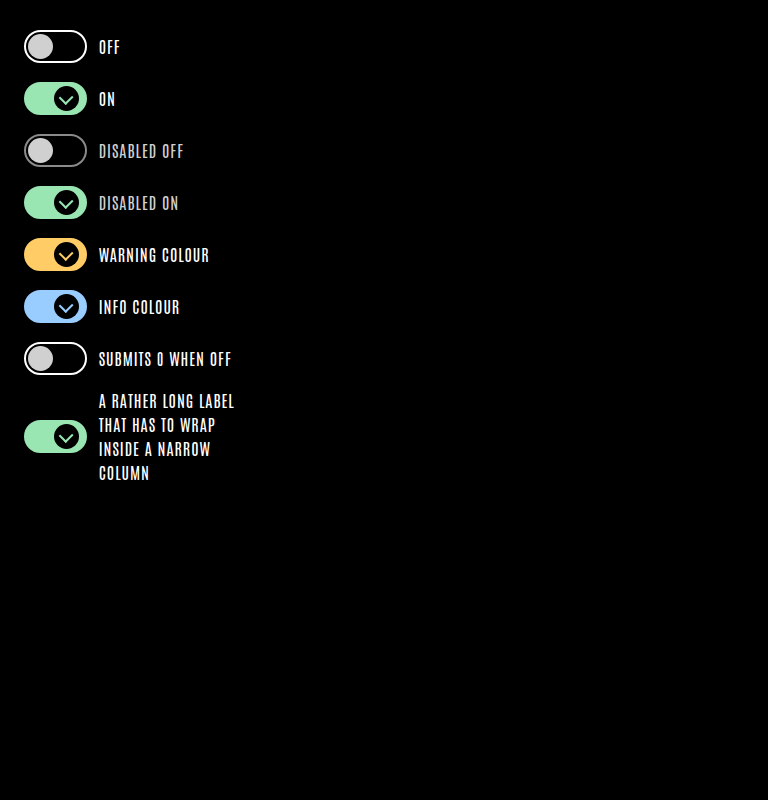 OFF
ON
DISABLED OFF
DISABLED ON
WARNING COLOUR
INFO COLOUR
SUBMITS 0 WHEN OFF
A RATHER LONG LABEL
THAT HAS TO WRAP
INSIDE A NARROW
COLUMN